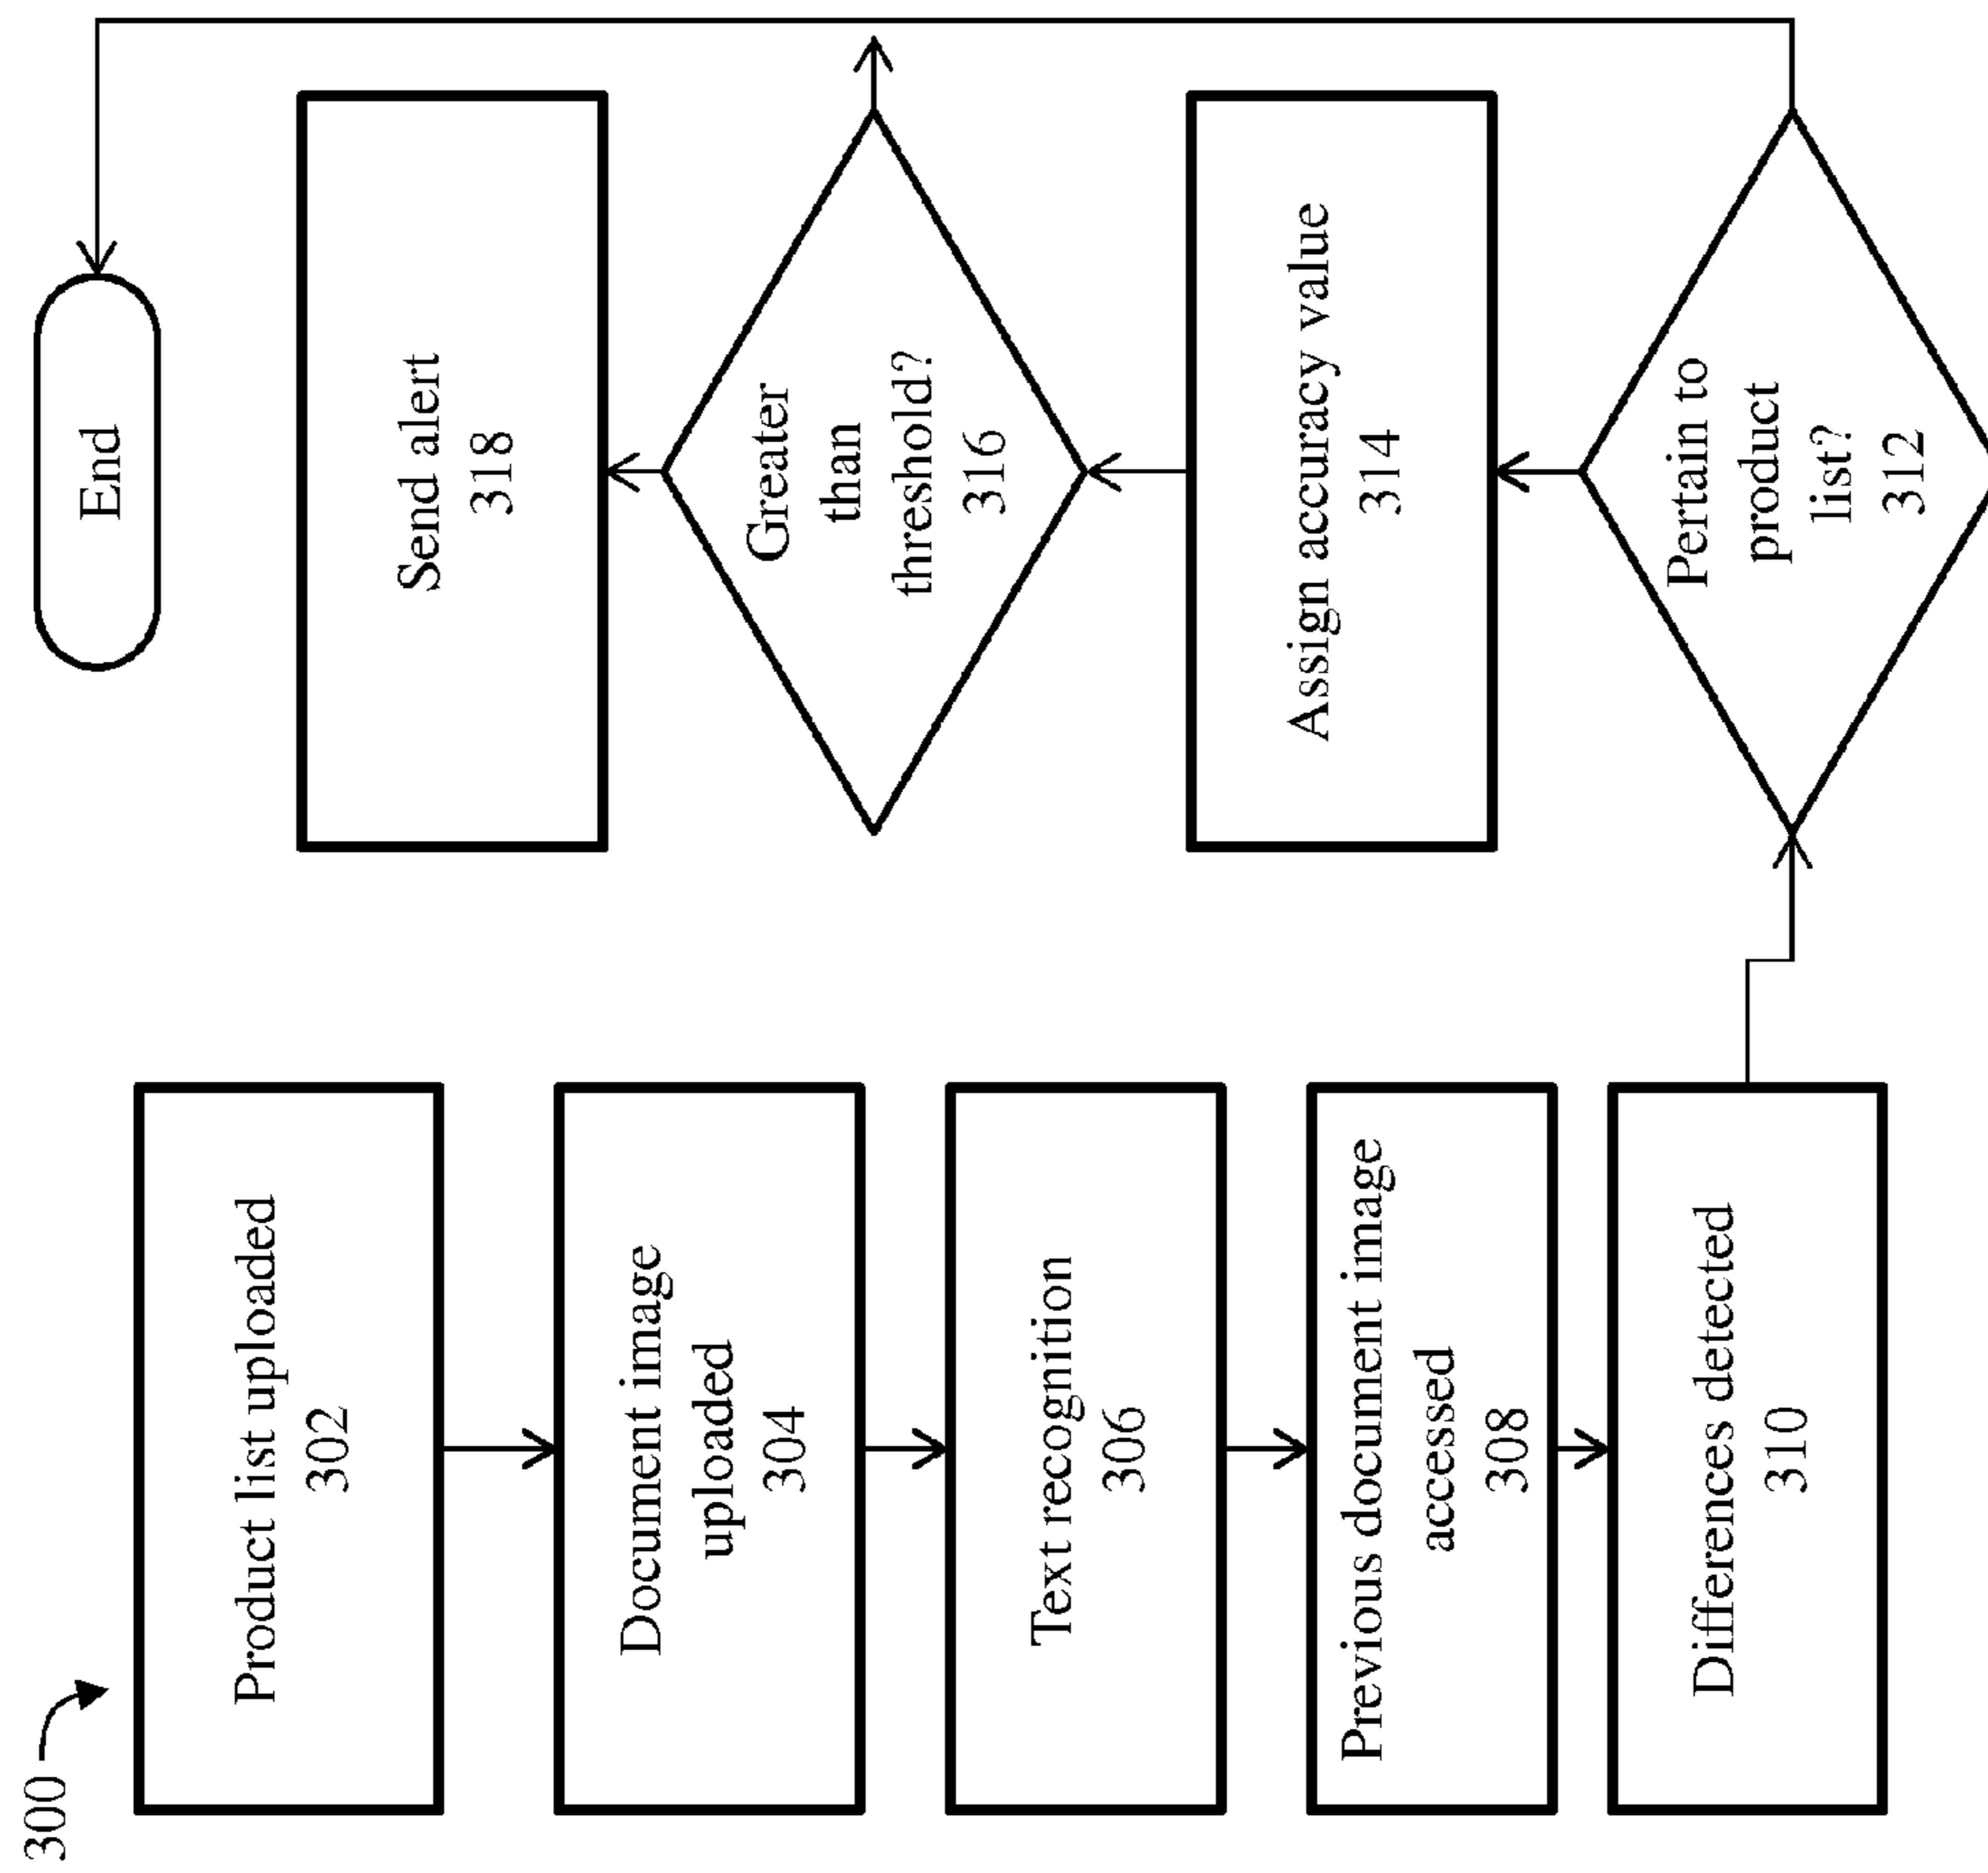 300
Product list uploaded
302
Document image
uploaded
304
Text recognition
306
Previous document image
accessed
308
Differences detected
310
Pertain to
product
list?
312
Assign accuracy value
314
Greater
than
threshold?
316
Send alert
318
End